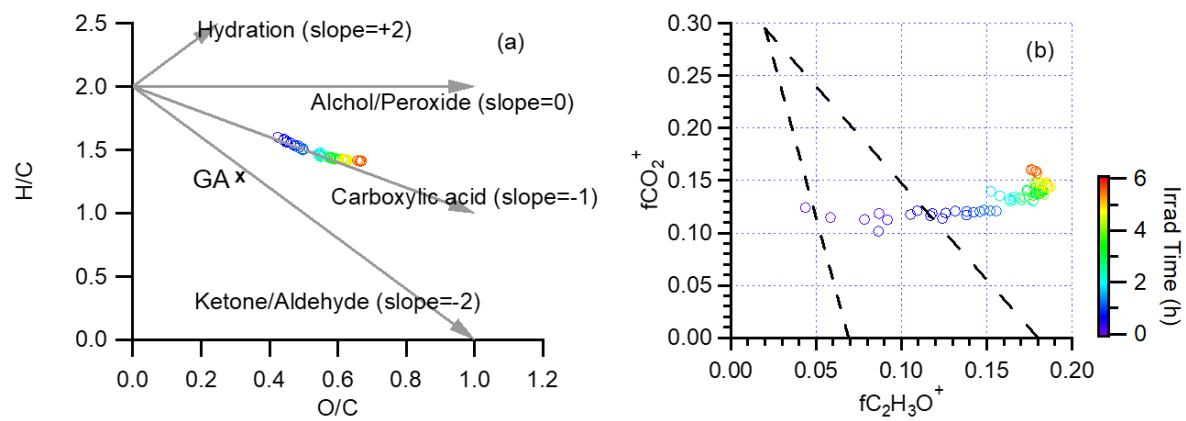 2.5
2.0
1.5
1.0
0.5
0.0
H/C
0.0 0.2 0.4 0.6 0.8 1.0 1.2
O/C
(a)
Hydration (slope=+2)
Alchol/Peroxide (slope=0)
GA x
Carboxylic acid (slope=-1)
Ketone/Aldehyde (slope=-2)
0.30
0.25
0.20
0.15
0.10
0.05
0.00
fCO₂⁺
0.00 0.05 0.10 0.15 0.20
fC₂H₃O⁺
(b)
6
4
2
0
Irrad Time (h)